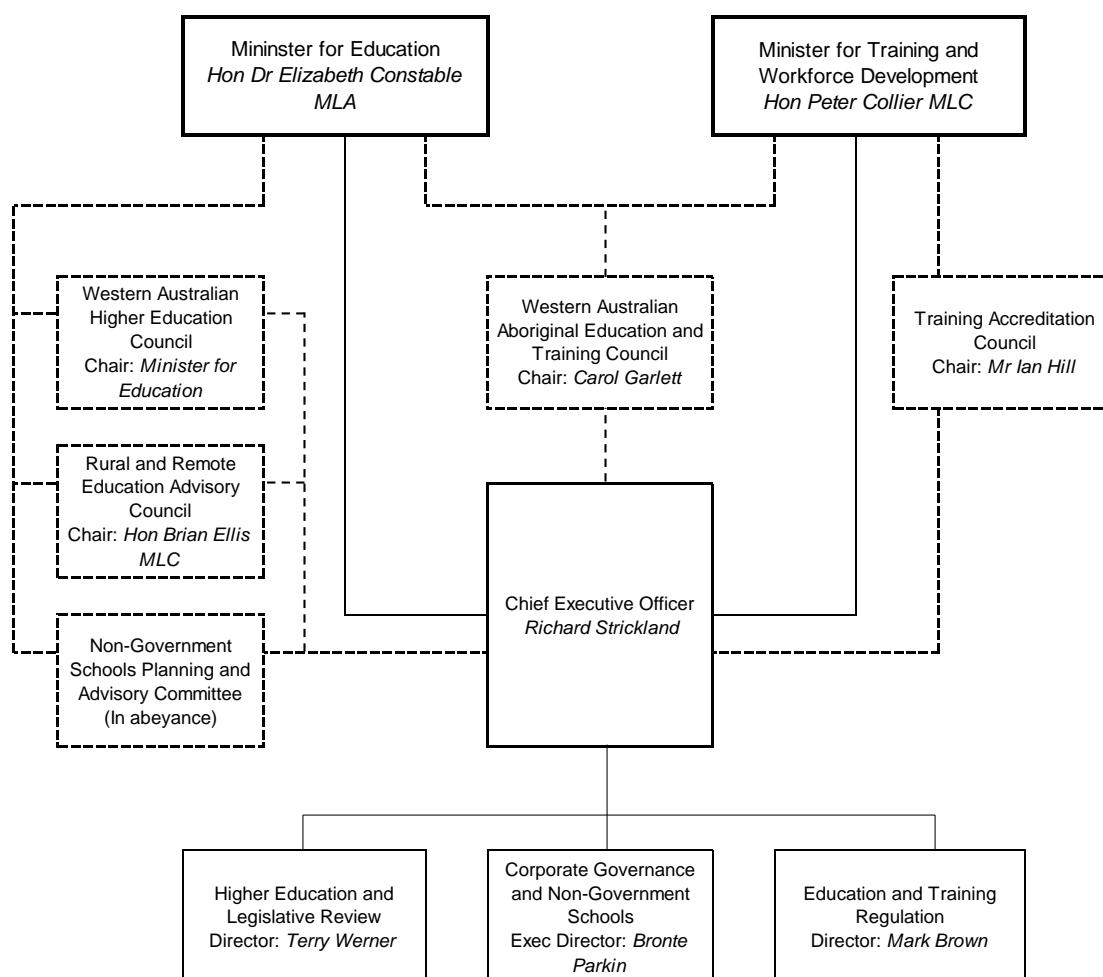 Mininster for Education
Hon Dr Elizabeth Constable
MLA
Minister for Training and
Workforce Development
Hon Peter Collier MLC
Western Australian
Higher Education
Council
Chair: Minister for
Education
Western Australian
Aboriginal Education and
Training Council
Chair: Carol Garlett
Training Accreditation
Council
Chair: Mr Ian Hill
Rural and Remote
Education Advisory
Council
Chair: Hon Brian Ellis
MLC
Chief Executive Officer
Richard Strickland
Non-Government
Schools Planning and
Advisory Committee
(In abeyance)
Higher Education and
Legislative Review
Director: Terry Werner
Corporate Governance
and Non-Government
Schools
Exec Director: Bronte
Parkin
Education and Training
Regulation
Director: Mark Brown